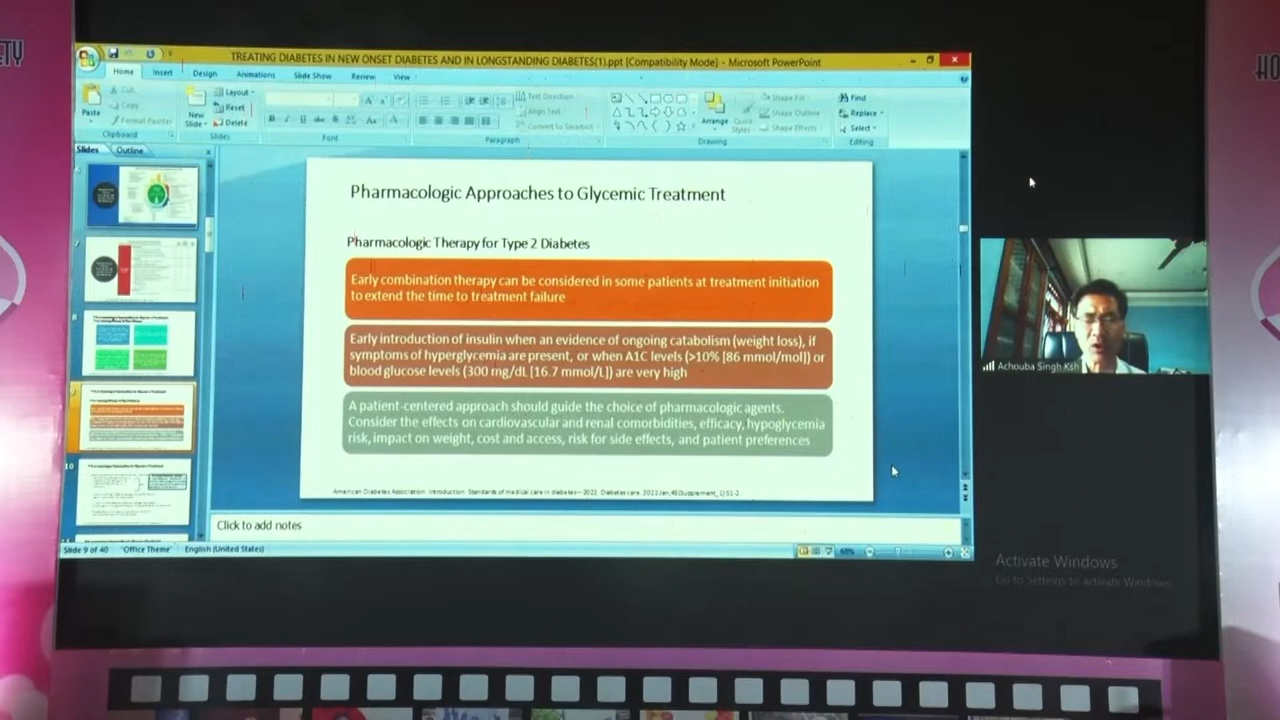 TY
HO
TREATING DIABETES IN NEW ONSET DIABETES AND IN LONGSTANDING DIABETES(1).ppt [Compatibility Mode] - Microsoft PowerPoint
Home Insert Design Animations Slide Show Review View
Cut
Copy
Format Painter
Paste
Clipboard
New
Slide
Layout
Reset
Delete
Slides
Font
Text Direction
Align Text
Convert to SmartArt
Paragraph
Arrange
Quick
Styles
Shape Fill
Shape Outline
Shape Effects
Drawing
Find
Replace
Select
Editing
Slides Outline
8
10
Pharmacologic Approaches to Glycemic Treatment
Pharmacologic Therapy for Type 2 Diabetes
Early combination therapy can be considered in some patients at treatment initiation
to extend the time to treatment failure
Early introduction of insulin when an evidence of ongoing catabolism (weight loss), if
symptoms of hyperglycemia are present, or when A1C levels (>10% [86 mmol/mol]) or
blood glucose levels (300 mg/dL [16.7 mmol/L]) are very high
A patient-centered approach should guide the choice of pharmacologic agents.
Consider the effects on cardiovascular and renal comorbidities, efficacy, hypoglycemia
risk, impact on weight, cost and access, risk for side effects, and patient preferences
American Diabetes Association. Introduction: Standards of medical care in diabetes—2022. Diabetes care. 2022 Jan;45(Supplement_1):S1-2
Click to add notes
Slide 9 of 40 "Office Theme" English (United States)
68%
Achouba Singh Ksh
Activate Windows
Go to Settings to activate Windows.